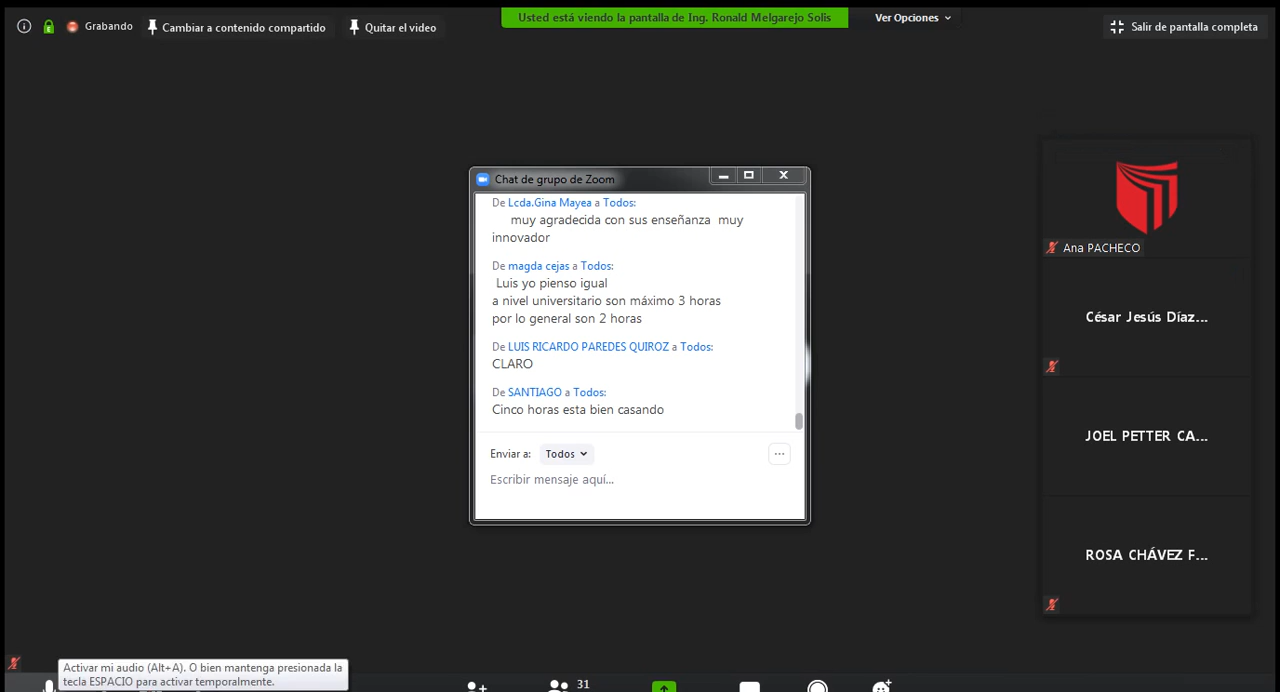 Grabando
Cambiar a contenido compartido
Quitar el video
Usted está viendo la pantalla de Ing. Ronald Melgarejo Solis
Ver Opciones
Salir de pantalla completa
Chat de grupo de Zoom
De Lcda.Gina Mayea a Todos:
muy agradecida con sus enseñanza muy
innovador
De magda cejas a Todos:
Luis yo pienso igual
a nivel universitario son máximo 3 horas
por lo general son 2 horas
De LUIS RICARDO PAREDES QUIROZ a Todos:
CLARO
De SANTIAGO a Todos:
Cinco horas esta bien casando
Enviar a: Todos
Escribir mensaje aquí...
Ana PACHECO
César Jesús Díaz...
JOEL PETTER CA...
ROSA CHÁVEZ F...
Activar mi audio (Alt+A). O bien mantenga presionada la
tecla ESPACIO para activar temporalmente.
31